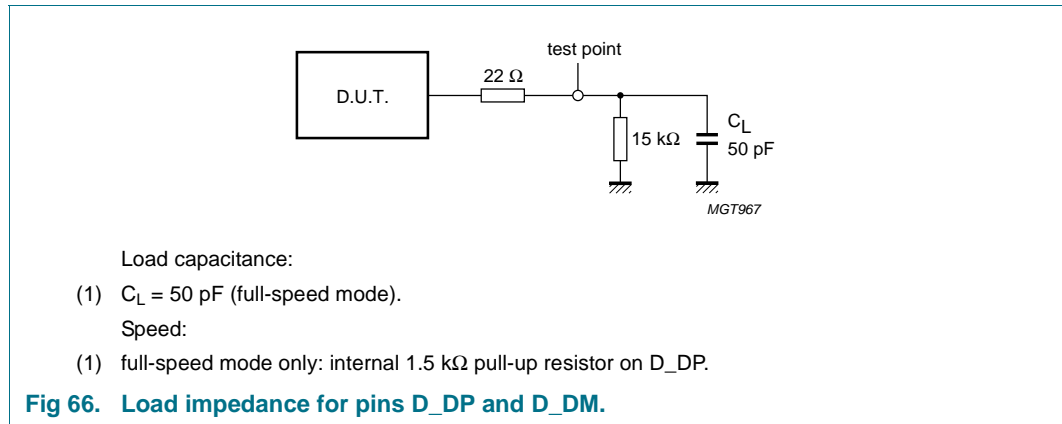 test point
22 Ω
D.U.T.
15 kΩ
CL
50 pF
MGT967
Load capacitance:
(1) CL = 50 pF (full-speed mode).
Speed:
(1) full-speed mode only: internal 1.5 kΩ pull-up resistor on D_DP.
Fig 66. Load impedance for pins D_DP and D_DM.